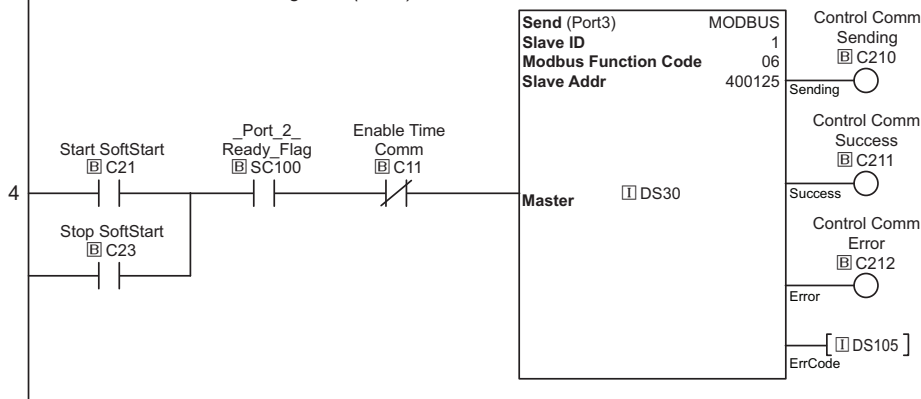 Send (Port3) MODBUS
Slave ID 1
Modbus Function Code 06
Slave Addr 400125
Control Comm
Sending
B C210
Sending
Control Comm
Success
B C211
Success
Control Comm
Error
B C212
Error
I DS105
ErrCode
Master I DS30
4
Start SoftStart
B C21
_Port_2_
Ready_Flag
B SC100
Enable Time
Comm
B C11
Stop SoftStart
B C23